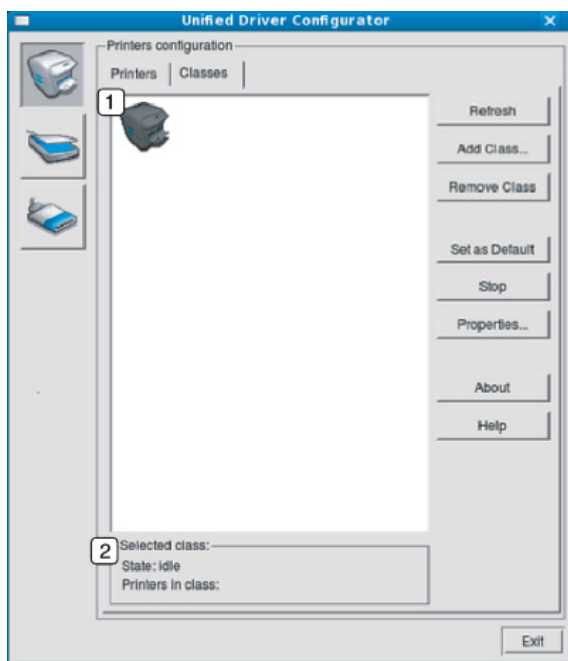 Unified Driver Configurator
Printers configuration
Printers
Classes
1
Refresh
Add Class...
Remove Class
Set as Default
Stop
Properties...
About
Help
2
Selected class:
State: idle
Printers in class:
Exit